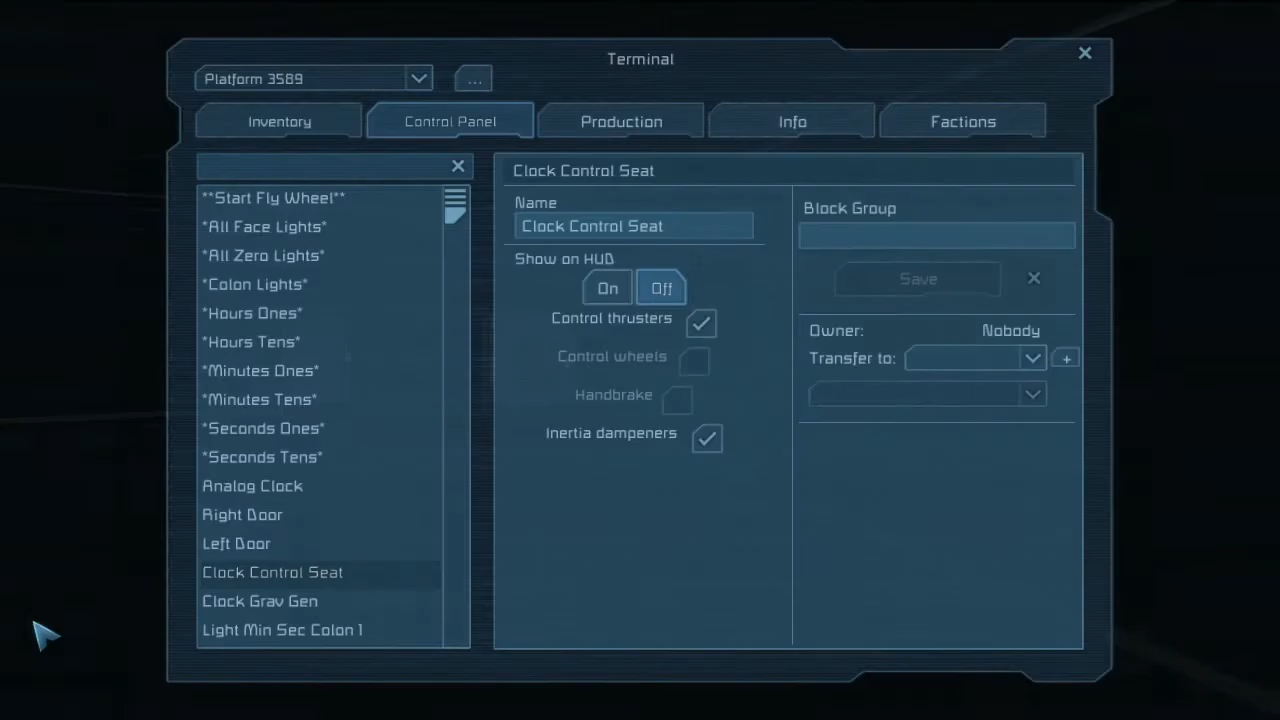 Terminal
Platform 3589
...
Inventory
Control Panel
Production
Info
Factions
**Start Fly Wheel**
*All Face Lights*
*All Zero Lights*
*Colon Lights*
*Hours Ones*
*Hours Tens*
*Minutes Ones*
*Minutes Tens*
*Seconds Ones*
*Seconds Tens*
Analog Clock
Right Door
Left Door
Clock Control Seat
Clock Grav Gen
Light Min Sec Colon 1
Clock Control Seat
Name
Clock Control Seat
Show on HUD
On Off
Control thrusters
Control wheels
Handbrake
Inertia dampeners
Block Group
Save
Owner: Nobody
Transfer to: